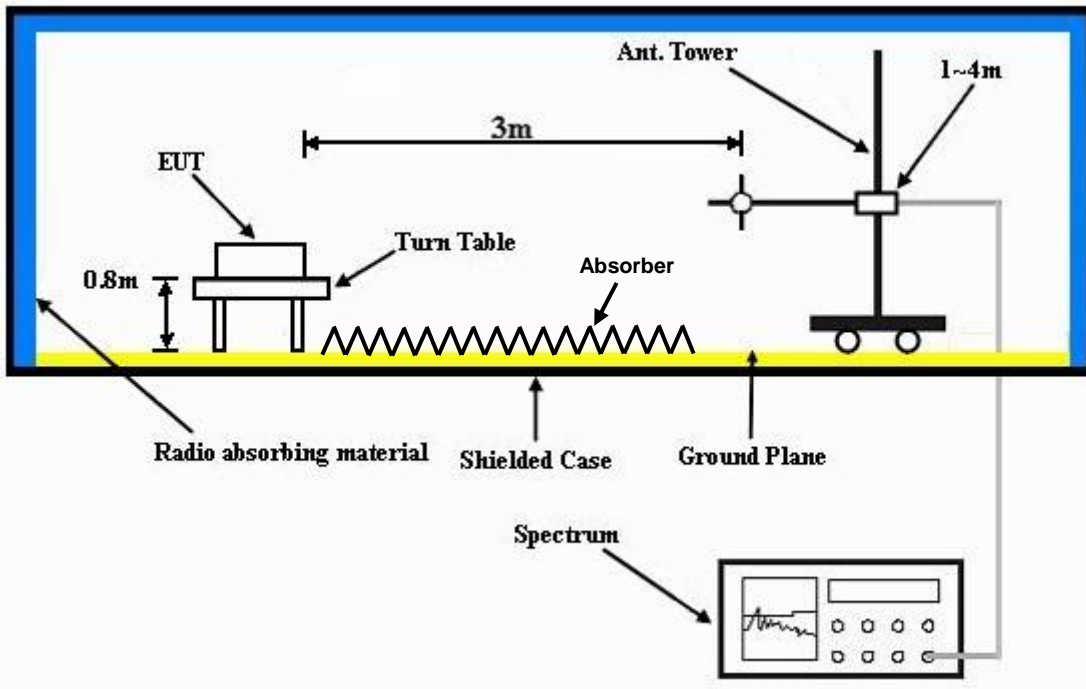 Ant. Tower
1~4m
3m
EUT
Turn Table
0.8m
Absorber
Radio absorbing material
Shielded Case
Ground Plane
Spectrum